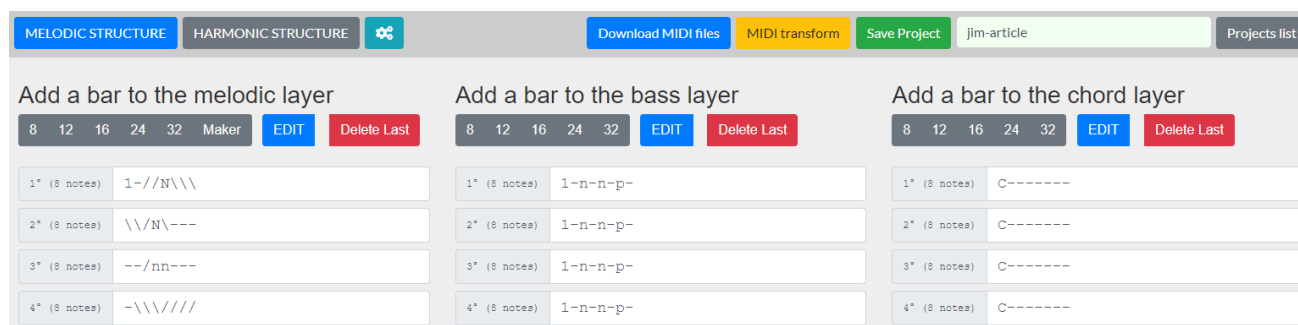 MELODIC STRUCTURE HARMONIC STRUCTURE Download MIDI files MIDI transform Save Project jim-article Projects list
Add a bar to the melodic layer
8 12 16 24 32 Maker EDIT Delete Last
1° (8 notes) 1-//N\\\
2° (8 notes) \\/N\---
3° (8 notes) --/nn---
4° (8 notes) -\\\////
Add a bar to the bass layer
8 12 16 24 32 EDIT Delete Last
1° (8 notes) 1-n-n-p-
2° (8 notes) 1-n-n-p-
3° (8 notes) 1-n-n-p-
4° (8 notes) 1-n-n-p-
Add a bar to the chord layer
8 12 16 24 32 EDIT Delete Last
1° (8 notes) C-------
2° (8 notes) C-------
3° (8 notes) C-------
4° (8 notes) C-------